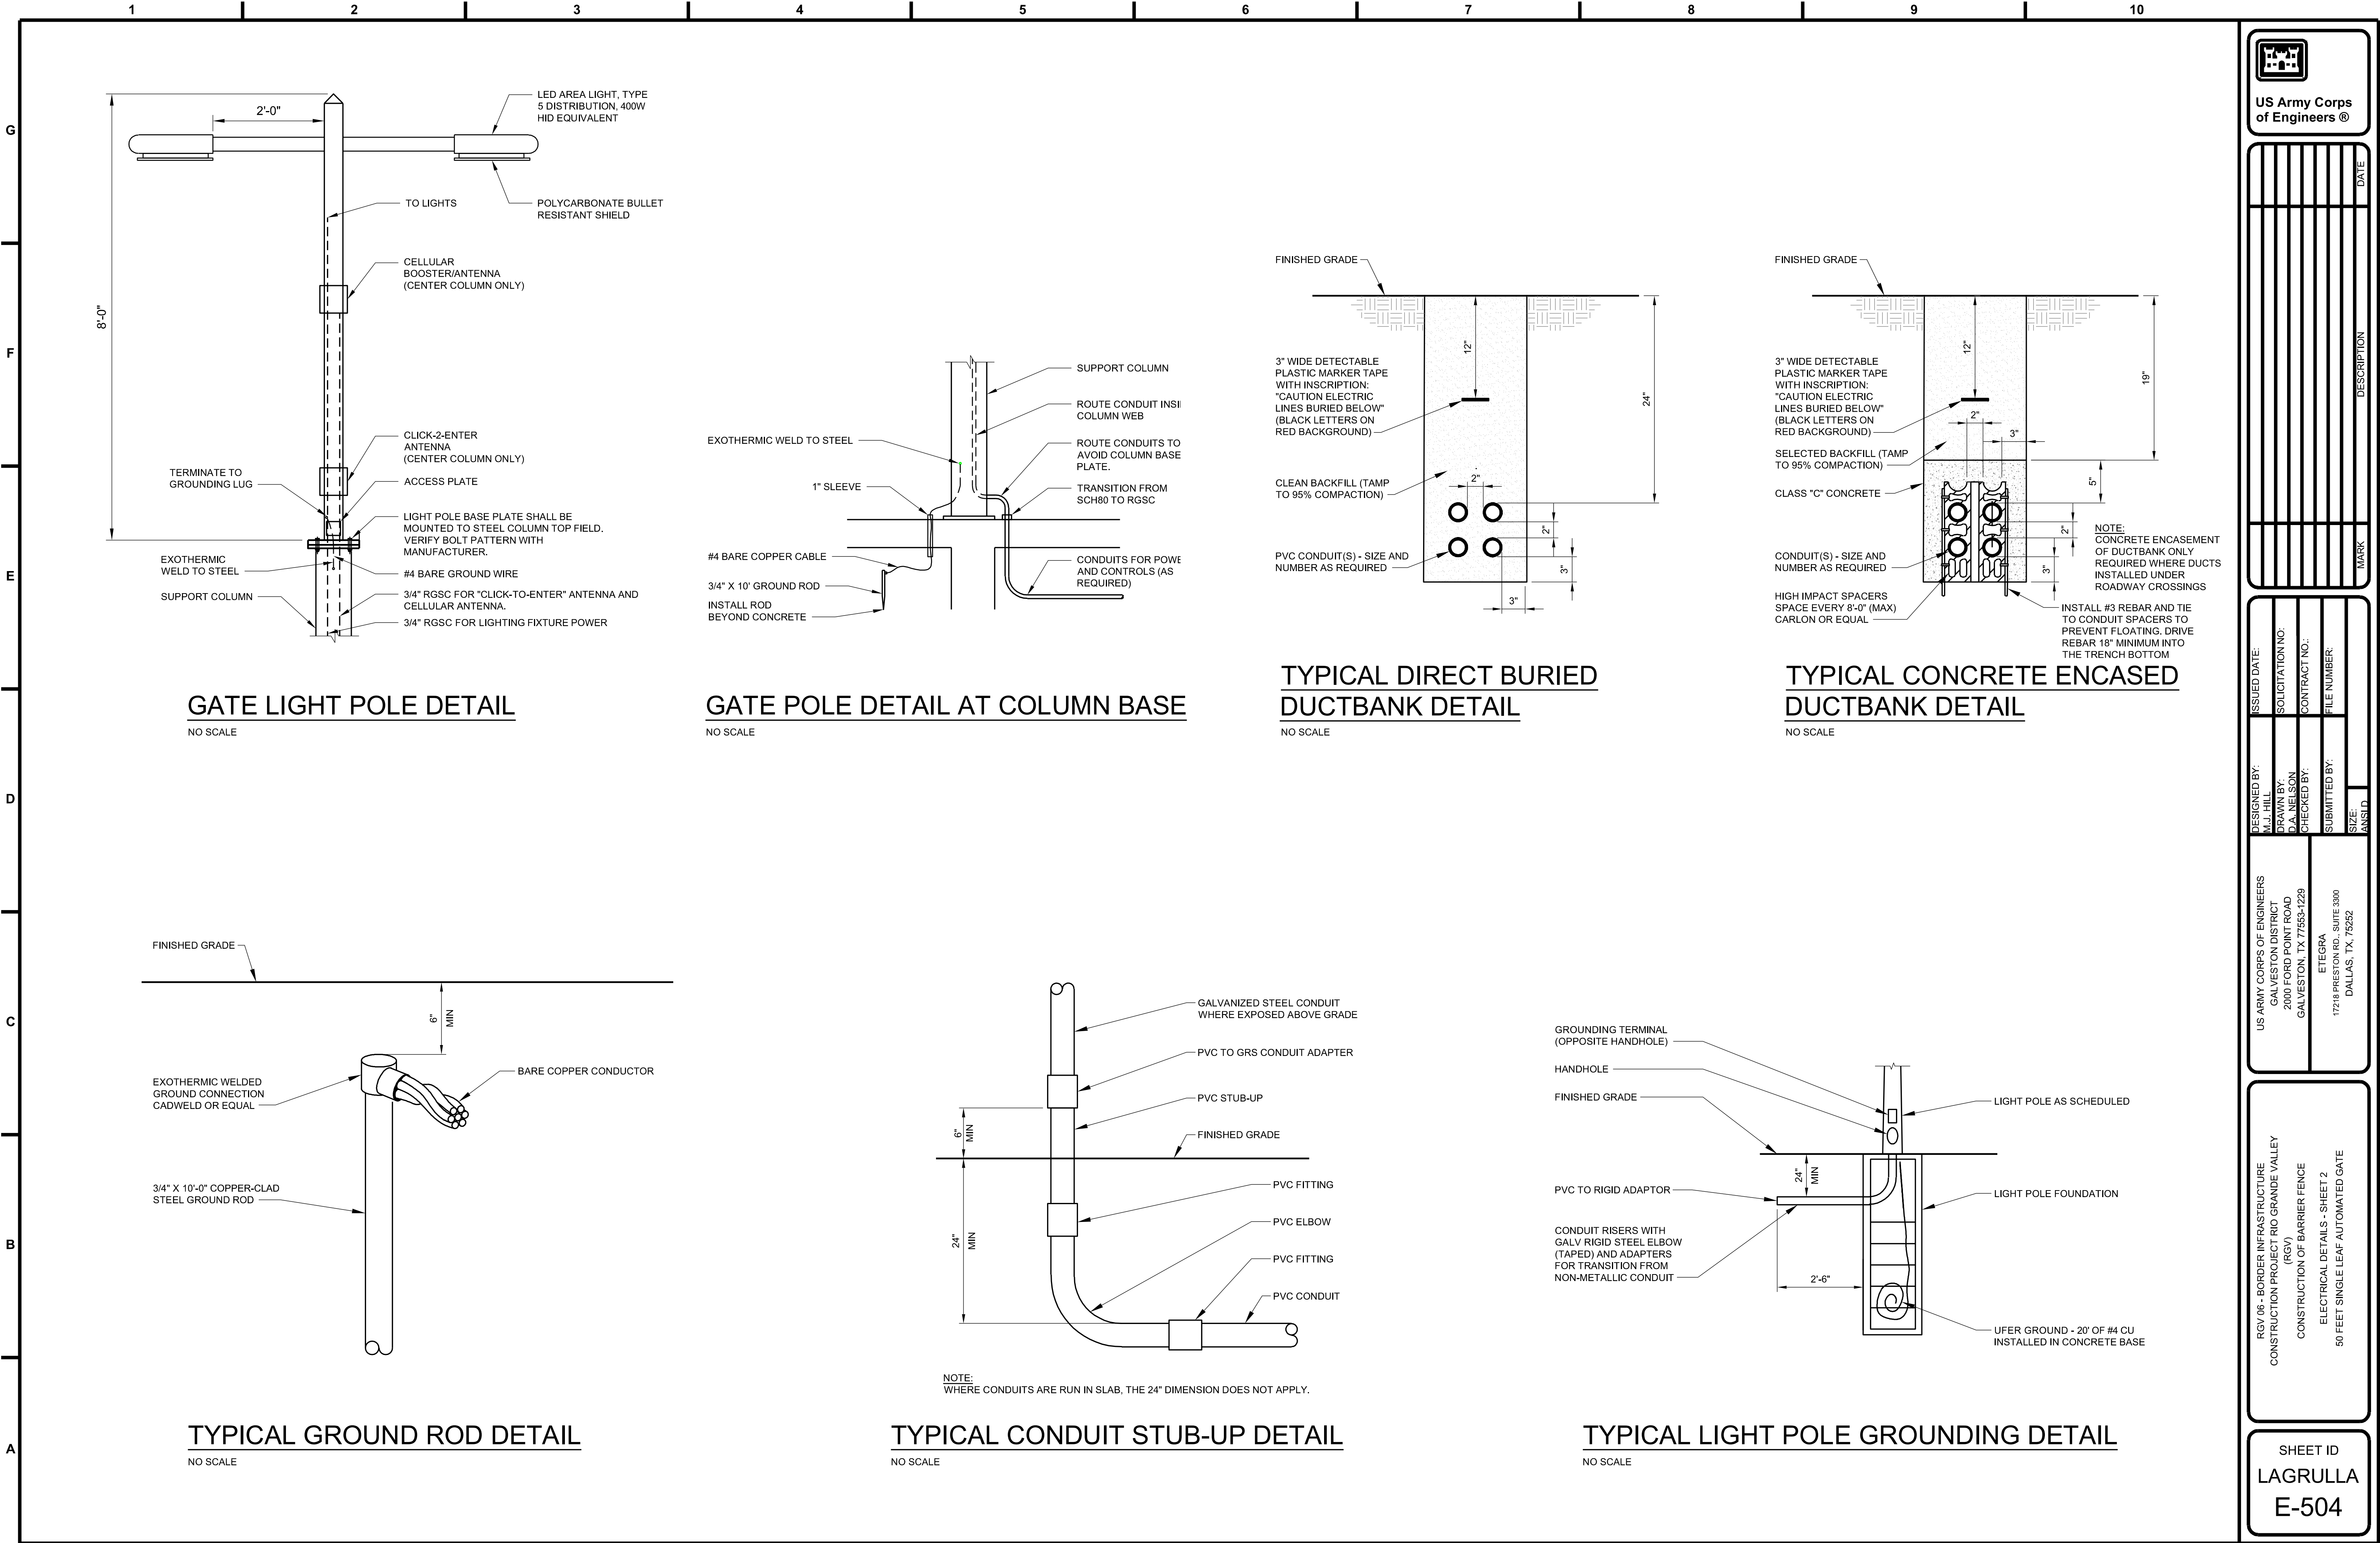 1 2 3 4 5 6 7 8 9 10
G
F
E
D
C
B
A
2'-0"
8'-0"
LED AREA LIGHT, TYPE
5 DISTRIBUTION, 400W
HID EQUIVALENT
TO LIGHTS
POLYCARBONATE BULLET
RESISTANT SHIELD
CELLULAR
BOOSTER/ANTENNA
(CENTER COLUMN ONLY)
CLICK-2-ENTER
ANTENNA
(CENTER COLUMN ONLY)
TERMINATE TO
GROUNDING LUG
ACCESS PLATE
LIGHT POLE BASE PLATE SHALL BE
MOUNTED TO STEEL COLUMN TOP FIELD.
VERIFY BOLT PATTERN WITH
MANUFACTURER.
EXOTHERMIC
WELD TO STEEL
#4 BARE GROUND WIRE
SUPPORT COLUMN
3/4" RGSC FOR "CLICK-TO-ENTER" ANTENNA AND
CELLULAR ANTENNA.
3/4" RGSC FOR LIGHTING FIXTURE POWER
GATE LIGHT POLE DETAIL
NO SCALE
SUPPORT COLUMN
ROUTE CONDUIT INSI
COLUMN WEB
EXOTHERMIC WELD TO STEEL
ROUTE CONDUITS TO
AVOID COLUMN BASE
PLATE.
1" SLEEVE
TRANSITION FROM
SCH80 TO RGSC
#4 BARE COPPER CABLE
CONDUITS FOR POWE
AND CONTROLS (AS
REQUIRED)
3/4" X 10' GROUND ROD
INSTALL ROD
BEYOND CONCRETE
GATE POLE DETAIL AT COLUMN BASE
NO SCALE
FINISHED GRADE
12"
24"
3" WIDE DETECTABLE
PLASTIC MARKER TAPE
WITH INSCRIPTION:
"CAUTION ELECTRIC
LINES BURIED BELOW"
(BLACK LETTERS ON
RED BACKGROUND)
CLEAN BACKFILL (TAMP
TO 95% COMPACTION)
2"
2"
PVC CONDUIT(S) - SIZE AND
NUMBER AS REQUIRED
3"
3"
TYPICAL DIRECT BURIED
DUCTBANK DETAIL
NO SCALE
FINISHED GRADE
12"
19"
3" WIDE DETECTABLE
PLASTIC MARKER TAPE
WITH INSCRIPTION:
"CAUTION ELECTRIC
LINES BURIED BELOW"
(BLACK LETTERS ON
RED BACKGROUND)
2"
3"
SELECTED BACKFILL (TAMP
TO 95% COMPACTION)
5"
CLASS "C" CONCRETE
2"
CONDUIT(S) - SIZE AND
NUMBER AS REQUIRED
3"
HIGH IMPACT SPACERS
SPACE EVERY 8'-0" (MAX)
CARLON OR EQUAL
NOTE:
CONCRETE ENCASEMENT
OF DUCTBANK ONLY
REQUIRED WHERE DUCTS
INSTALLED UNDER
ROADWAY CROSSINGS
INSTALL #3 REBAR AND TIE
TO CONDUIT SPACERS TO
PREVENT FLOATING. DRIVE
REBAR 18" MINIMUM INTO
THE TRENCH BOTTOM
TYPICAL CONCRETE ENCASED
DUCTBANK DETAIL
NO SCALE
FINISHED GRADE
6"
MIN
EXOTHERMIC WELDED
GROUND CONNECTION
CADWELD OR EQUAL
BARE COPPER CONDUCTOR
3/4" X 10'-0" COPPER-CLAD
STEEL GROUND ROD
TYPICAL GROUND ROD DETAIL
NO SCALE
GALVANIZED STEEL CONDUIT
WHERE EXPOSED ABOVE GRADE
PVC TO GRS CONDUIT ADAPTER
PVC STUB-UP
6"
MIN
FINISHED GRADE
PVC FITTING
24"
MIN
PVC ELBOW
PVC FITTING
PVC CONDUIT
NOTE:
WHERE CONDUITS ARE RUN IN SLAB, THE 24" DIMENSION DOES NOT APPLY.
TYPICAL CONDUIT STUB-UP DETAIL
NO SCALE
GROUNDING TERMINAL
(OPPOSITE HANDHOLE)
HANDHOLE
FINISHED GRADE
LIGHT POLE AS SCHEDULED
24"
MIN
PVC TO RIGID ADAPTOR
LIGHT POLE FOUNDATION
CONDUIT RISERS WITH
GALV RIGID STEEL ELBOW
(TAPED) AND ADAPTERS
FOR TRANSITION FROM
NON-METALLIC CONDUIT
2'-6"
UFER GROUND - 20' OF #4 CU
INSTALLED IN CONCRETE BASE
TYPICAL LIGHT POLE GROUNDING DETAIL
NO SCALE
US Army Corps
of Engineers ®
DATE
DESCRIPTION
MARK
ISSUED DATE:
SOLICITATION NO:
CONTRACT NO.:
FILE NUMBER:
DESIGNED BY:
M.J. HILL
DRAWN BY:
D.A. NELSON
CHECKED BY:
SUBMITTED BY:
SIZE:
ANSI D
US ARMY CORPS OF ENGINEERS
GALVESTON DISTRICT
2000 FORD POINT ROAD
GALVESTON, TX 77553-1229
ETEGRA
17218 PRESTON RD., SUITE 3300
DALLAS, TX, 75252
RGV 06 - BORDER INFRASTRUCTURE
CONSTRUCTION PROJECT RIO GRANDE VALLEY
(RGV)
CONSTRUCTION OF BARRIER FENCE
ELECTRICAL DETAILS - SHEET 2
50 FEET SINGLE LEAF AUTOMATED GATE
SHEET ID
LAGRULLA
E-504